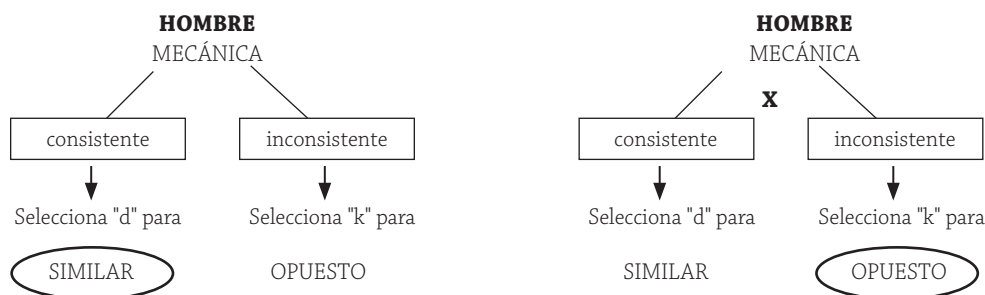 HOMBRE
MECÁNICA
consistente
inconsistente
Selecciona "d" para
Selecciona "k" para
SIMILAR
OPUESTO
HOMBRE
MECÁNICA
X
consistente
inconsistente
Selecciona "d" para
Selecciona "k" para
SIMILAR
OPUESTO